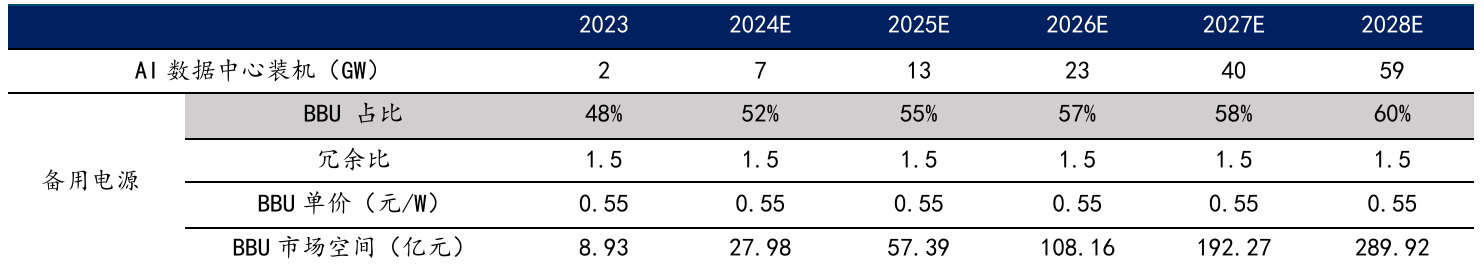 2023 2024E 2025E 2026E 2027E 2028E
AI 数据中心装机（GW） 2 7 13 23 40 59
备用电源
BBU 占比 48% 52% 55% 57% 58% 60%
冗余比 1.5 1.5 1.5 1.5 1.5 1.5
BBU 单价（元/W） 0.55 0.55 0.55 0.55 0.55 0.55
BBU 市场空间（亿元） 8.93 27.98 57.39 108.16 192.27 289.92